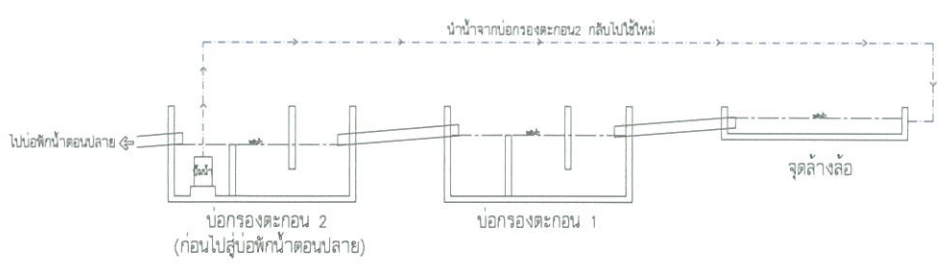 นำน้ำจากบ่อกรองตะกอน2 กลับไปใช้ใหม่
ไปบ่อพักน้ำตอนปลาย
ปั๊มน้ำ
จุดล้างล้อ
บ่อกรองตะกอน 2
(ก่อนไปสู่บ่อพักน้ำตอนปลาย)
บ่อกรองตะกอน 1